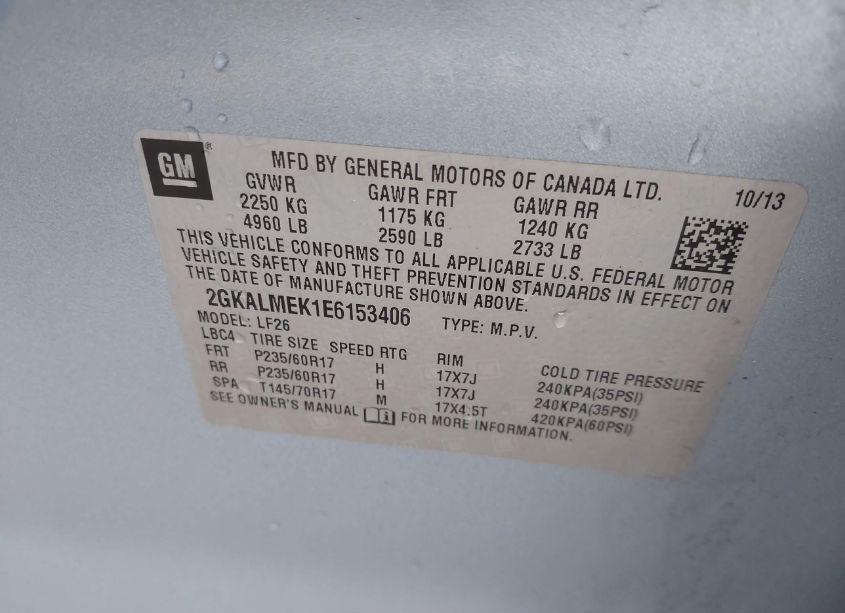 GM
MFD BY GENERAL MOTORS OF CANADA LTD. 10/13
GVWR GAWR FRT GAWR RR
2250 KG 1175 KG 1240 KG
4960 LB 2590 LB 2733 LB
THIS VEHICLE CONFORMS TO ALL APPLICABLE U.S. FEDERAL MOTOR
VEHICLE SAFETY AND THEFT PREVENTION STANDARDS IN EFFECT ON
THE DATE OF MANUFACTURE SHOWN ABOVE.
2GKALMEK1E6153406 TYPE: M.P.V.
MODEL: LF26
LBC4 TIRE SIZE SPEED RTG RIM COLD TIRE PRESSURE
FRT P235/60R17 H 17X7J 240KPA(35PSI)
RR P235/60R17 H 17X7J 240KPA(35PSI)
SPA T145/70R17 M 17X4.5T 420KPA(60PSI)
SEE OWNER'S MANUAL FOR MORE INFORMATION.